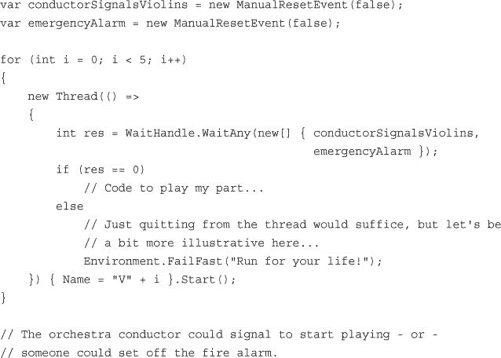 var conductorSignalsViolins = new ManualResetEvent(false);
var emergencyAlarm = new ManualResetEvent(false);

for (int i = 0; i < 5; i++)
{
    new Thread(() =>
    {
        int res = WaitHandle.WaitAny(new[] { conductorSignalsViolins,
                                             emergencyAlarm });
        if (res == 0)
            // Code to play my part...
        else
            // Just quitting from the thread would suffice, but let's be
            // a bit more illustrative here...
            Environment.FailFast("Run for your life!");
    }) { Name = "V" + i }.Start();
}

// The orchestra conductor could signal to start playing - or -
// someone could set off the fire alarm.